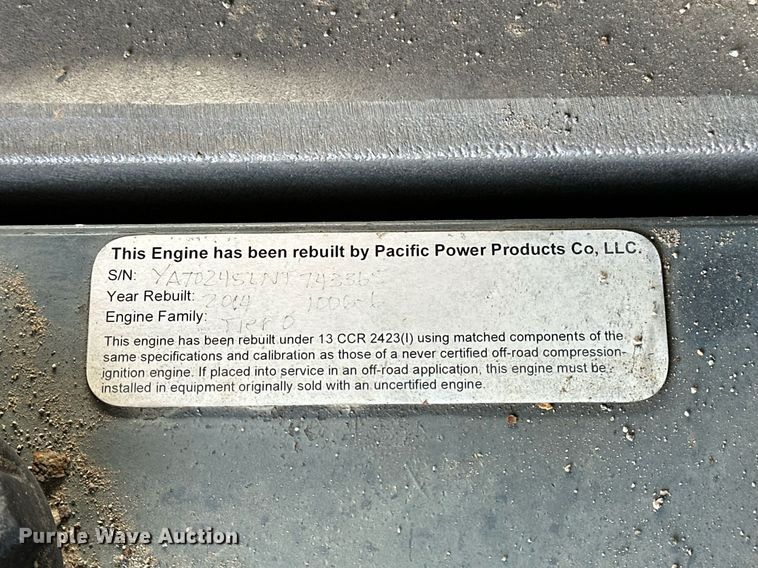 This Engine has been rebuilt by Pacific Power Products Co, LLC.
S/N:
Year Rebuilt: 2014
Engine Family: Tier 0
This engine has been rebuilt under 13 CCR 2423(l) using matched components of the
same specifications and calibration as those of a never certified off-road compression-
ignition engine. If placed into service in an off-road application, this engine must be
installed in equipment originally sold with an uncertified engine.
Purple Wave Auction